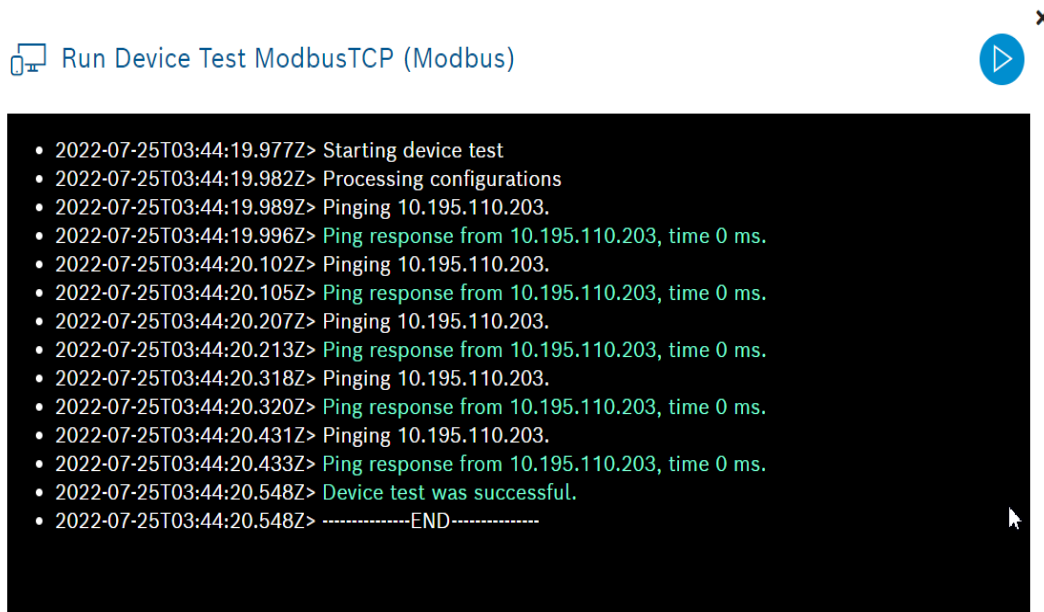 Run Device Test ModbusTCP (Modbus)
2022-07-25T03:44:19.977Z> Starting device test
2022-07-25T03:44:19.982Z> Processing configurations
2022-07-25T03:44:19.989Z> Pinging 10.195.110.203.
2022-07-25T03:44:19.996Z> Ping response from 10.195.110.203, time 0 ms.
2022-07-25T03:44:20.102Z> Pinging 10.195.110.203.
2022-07-25T03:44:20.105Z> Ping response from 10.195.110.203, time 0 ms.
2022-07-25T03:44:20.207Z> Pinging 10.195.110.203.
2022-07-25T03:44:20.213Z> Ping response from 10.195.110.203, time 0 ms.
2022-07-25T03:44:20.318Z> Pinging 10.195.110.203.
2022-07-25T03:44:20.320Z> Ping response from 10.195.110.203, time 0 ms.
2022-07-25T03:44:20.431Z> Pinging 10.195.110.203.
2022-07-25T03:44:20.433Z> Ping response from 10.195.110.203, time 0 ms.
2022-07-25T03:44:20.548Z> Device test was successful.
2022-07-25T03:44:20.548Z> ---------------END---------------